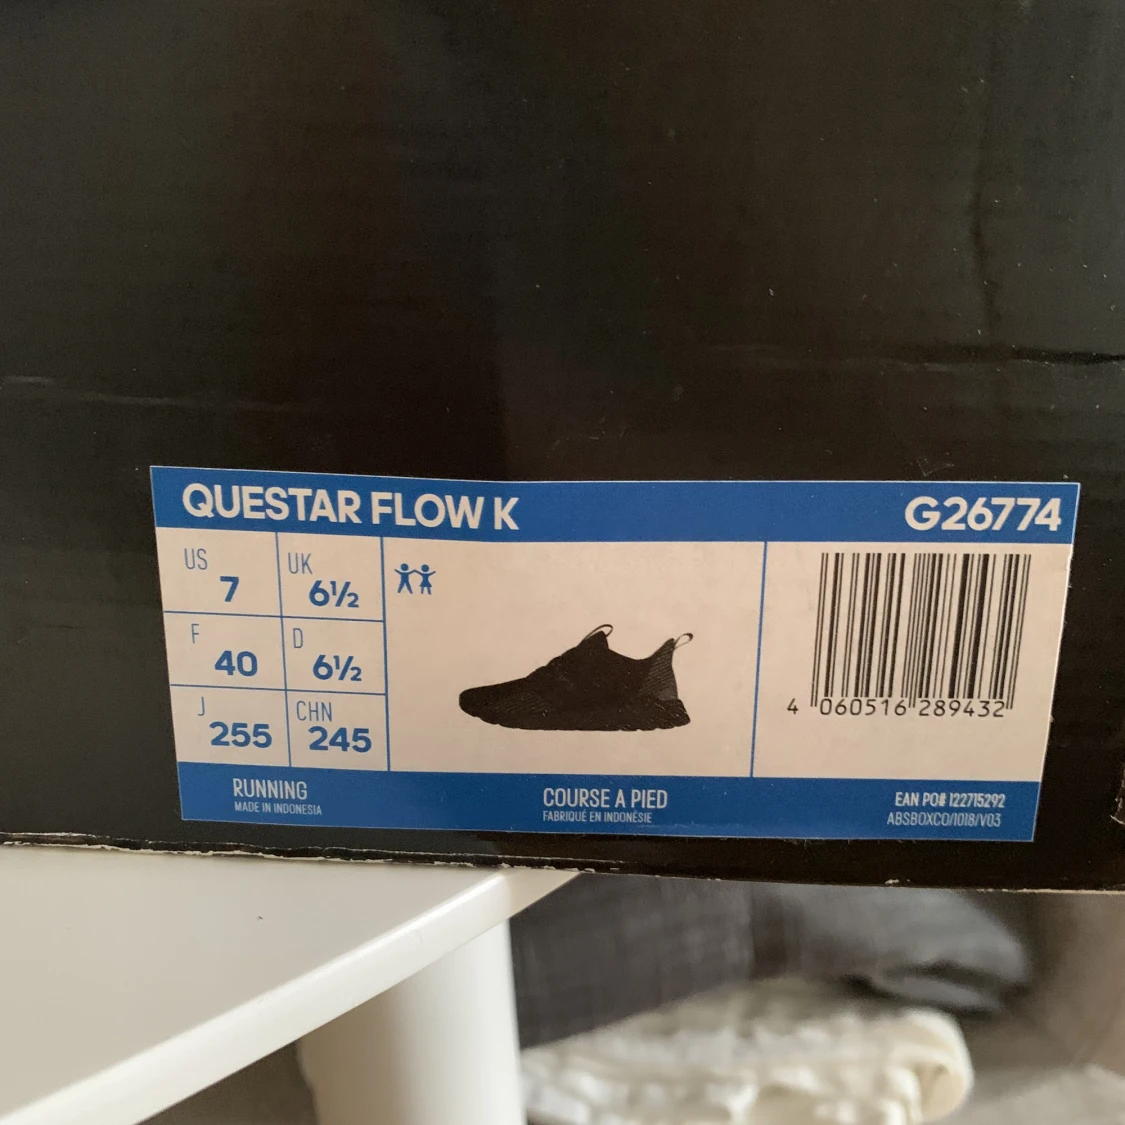 QUESTAR FLOW K
G26774
US
7
UK
6½
F
40
D
6½
J
255
CHN
245
4 060516 289432
RUNNING
MADE IN INDONESIA
COURSE A PIED
FABRIQUÉ EN INDONÉSIE
EAN PO# 122715292
ABSBOXCO/1018/V03